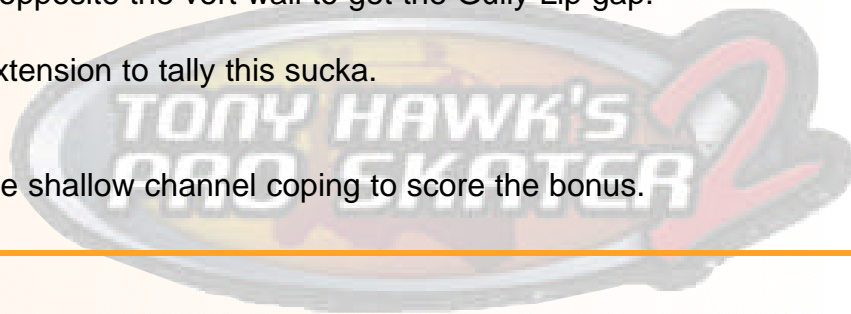 opposite the vert wall to get the Gully Lip gap.
xtension to tally this sucka.
TONY HAWK'S
PRO SKATER 2
e shallow channel coping to score the bonus.